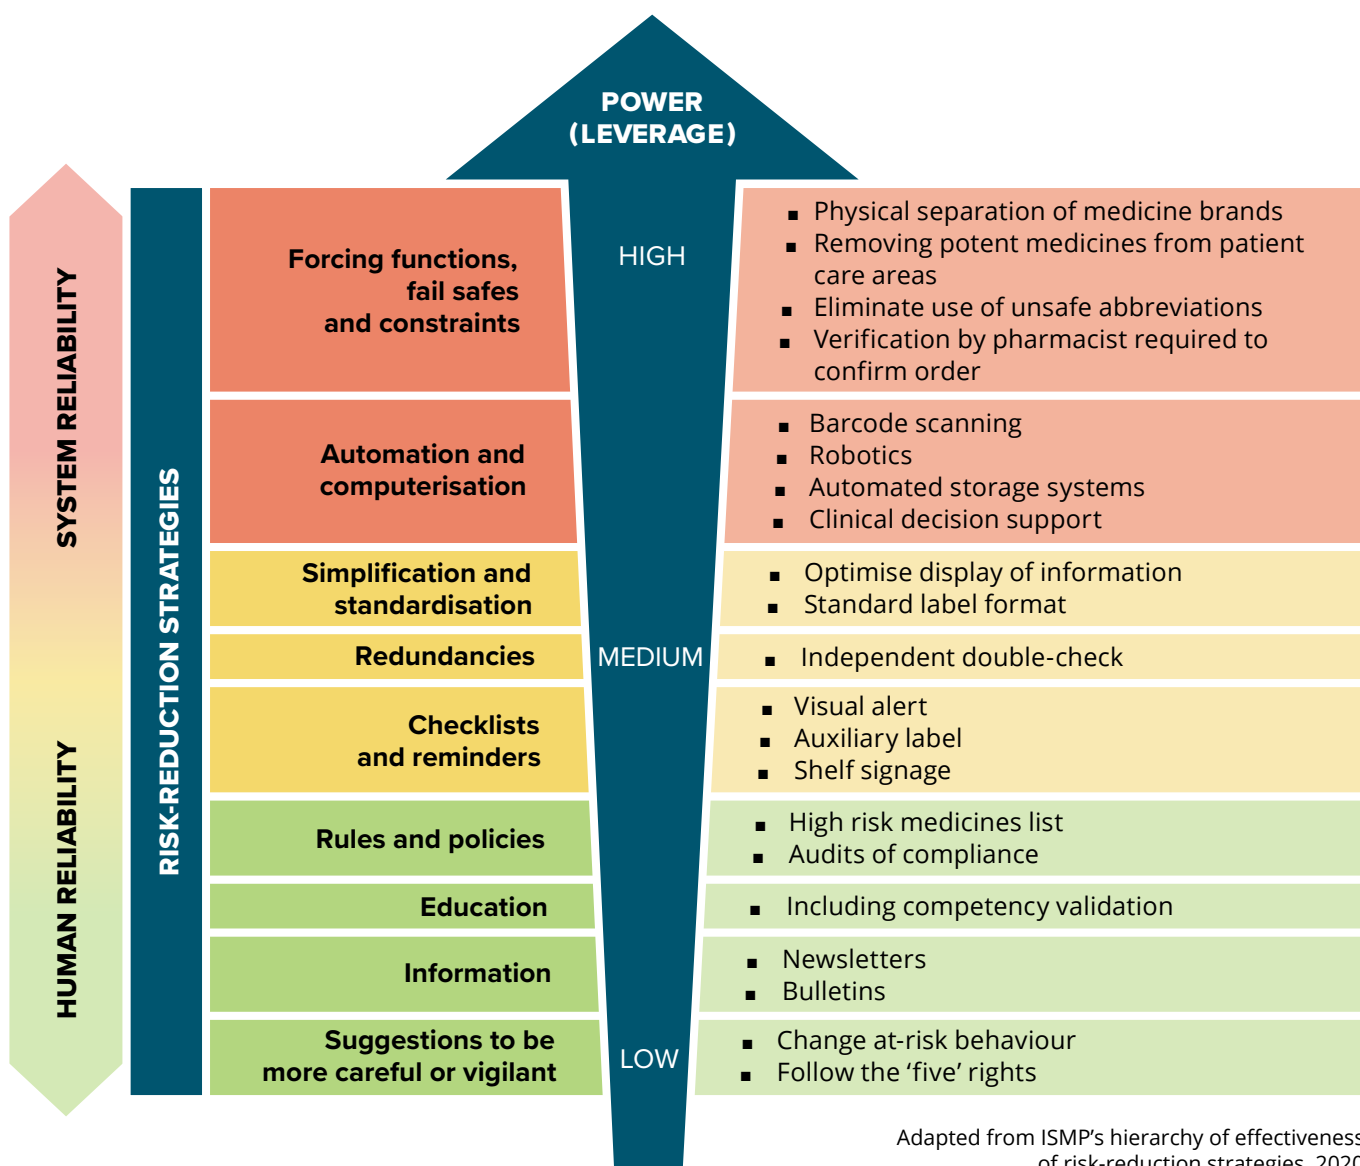 POWER
(LEVERAGE)
SYSTEM RELIABILITY
HUMAN RELIABILITY
RISK-REDUCTION STRATEGIES
HIGH
MEDIUM
LOW
Forcing functions,
fail safes
and constraints
▪ Physical separation of medicine brands
▪ Removing potent medicines from patient
care areas
▪ Eliminate use of unsafe abbreviations
▪ Verification by pharmacist required to
confirm order
Automation and
computerisation
▪ Barcode scanning
▪ Robotics
▪ Automated storage systems
▪ Clinical decision support
Simplification and
standardisation
▪ Optimise display of information
▪ Standard label format
Redundancies
▪ Independent double-check
Checklists
and reminders
▪ Visual alert
▪ Auxiliary label
▪ Shelf signage
Rules and policies
▪ High risk medicines list
▪ Audits of compliance
Education
▪ Including competency validation
Information
▪ Newsletters
▪ Bulletins
Suggestions to be
more careful or vigilant
▪ Change at-risk behaviour
▪ Follow the ‘five’ rights
Adapted from ISMP’s hierarchy of effectiveness
of risk-reduction strategies, 2020